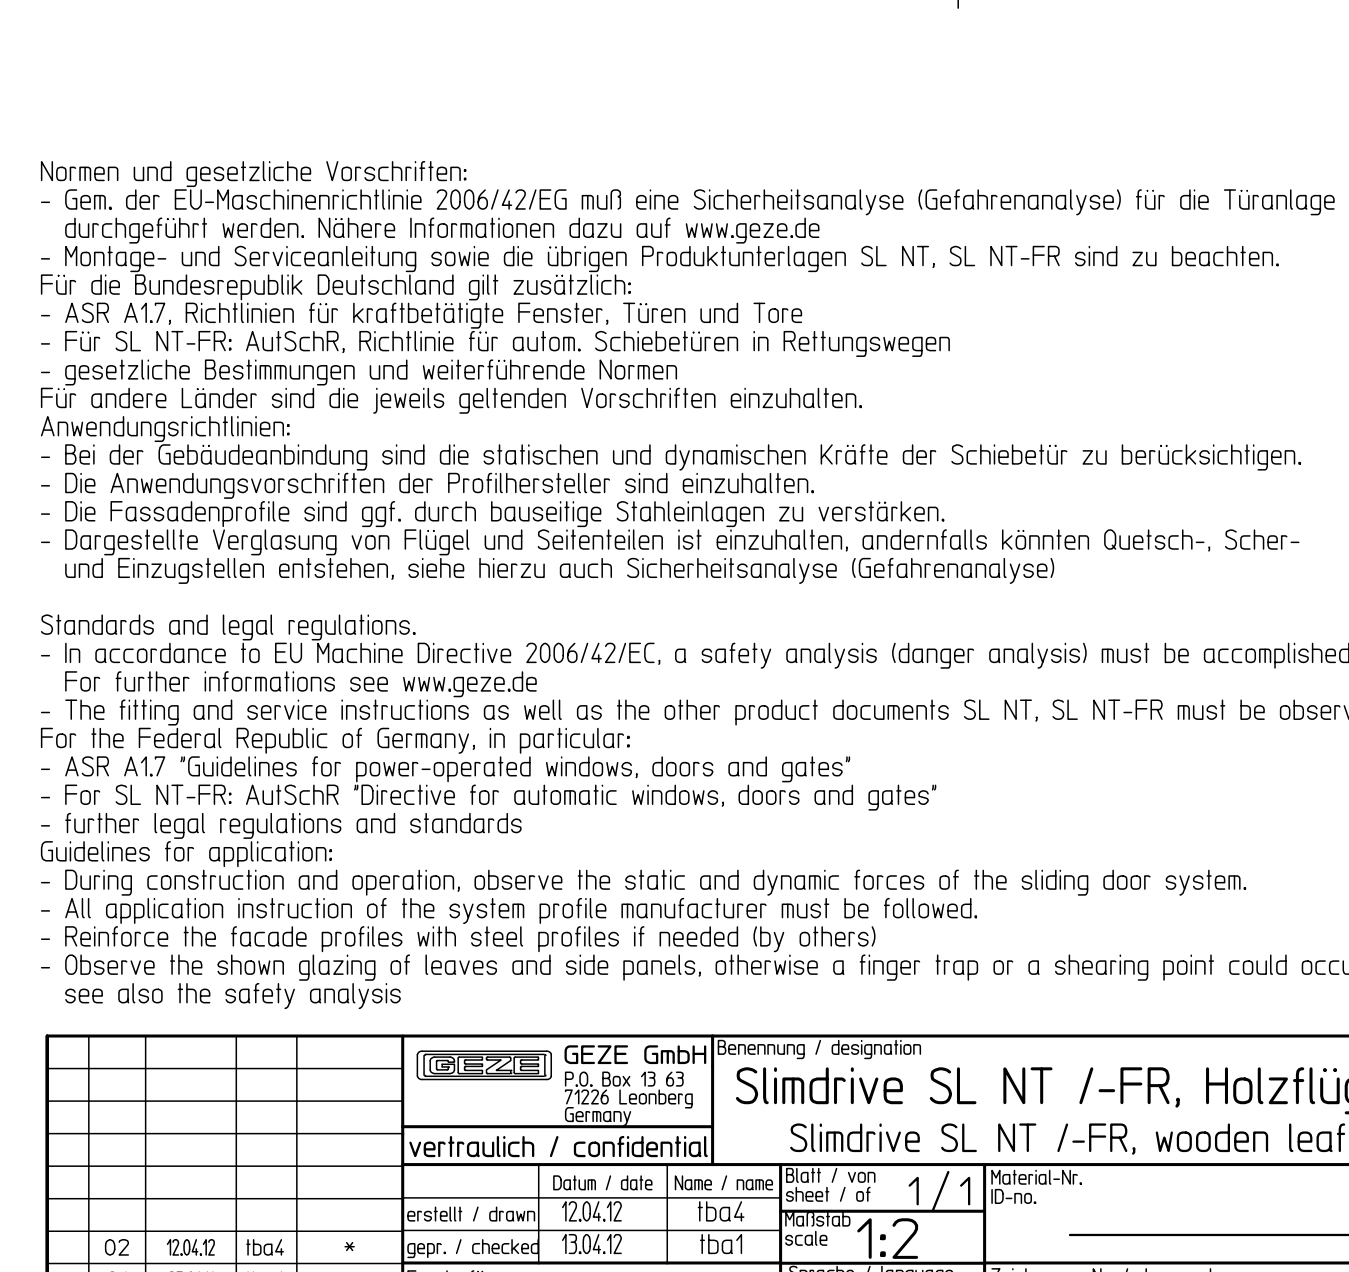 Normen und gesetzliche Vorschriften:
- Gem. der EU-Maschinenrichtlinie 2006/42/EG muß eine Sicherheitsanalyse (Gefahrenanalyse) für die Türanlage
durchgeführt werden. Nähere Informationen dazu auf www.geze.de
- Montage- und Serviceanleitung sowie die übrigen Produktunterlagen SL NT, SL NT-FR sind zu beachten.
Für die Bundesrepublik Deutschland gilt zusätzlich:
- ASR A1.7, Richtlinien für kraftbetätigte Fenster, Türen und Tore
- Für SL NT-FR: AutSchR, Richtlinie für autom. Schiebetüren in Rettungswegen
- gesetzliche Bestimmungen und weiterführende Normen
Für andere Länder sind die jeweils geltenden Vorschriften einzuhalten.
Anwendungsrichtlinien:
- Bei der Gebäudeanbindung sind die statischen und dynamischen Kräfte der Schiebetür zu berücksichtigen.
- Die Anwendungsvorschriften der Profilhersteller sind einzuhalten.
- Die Fassadenprofile sind ggf. durch bauseitige Stahleinlagen zu verstärken.
- Dargestellte Verglasung von Flügel und Seitenteilen ist einzuhalten, andernfalls könnten Quetsch-, Scher-
und Einzugstellen entstehen, siehe hierzu auch Sicherheitsanalyse (Gefahrenanalyse)
Standards and legal regulations.
- In accordance to EU Machine Directive 2006/42/EC, a safety analysis (danger analysis) must be accomplished
For further informations see www.geze.de
- The fitting and service instructions as well as the other product documents SL NT, SL NT-FR must be observ
For the Federal Republic of Germany, in particular:
- ASR A1.7 "Guidelines for power-operated windows, doors and gates"
- For SL NT-FR: AutSchR "Directive for automatic windows, doors and gates"
- further legal regulations and standards
Guidelines for application:
- During construction and operation, observe the static and dynamic forces of the sliding door system.
- All application instruction of the system profile manufacturer must be followed.
- Reinforce the facade profiles with steel profiles if needed (by others)
- Observe the shown glazing of leaves and side panels, otherwise a finger trap or a shearing point could occu
see also the safety analysis
GEZE
GEZE GmbH
P.O. Box 13 63
71226 Leonberg
Germany
vertraulich / confidential
Benennung / designation
Slimdrive SL NT /-FR, Holzflüg
Slimdrive SL NT /-FR, wooden leaf
Datum / date Name / name
erstellt / drawn 12.04.12 tba4
gepr. / checked 13.04.12 tba1
Blatt / von
sheet / of 1/1
Maßstab
scale 1:2
Material-Nr.
ID-no.
02 12.04.12 tba4 *